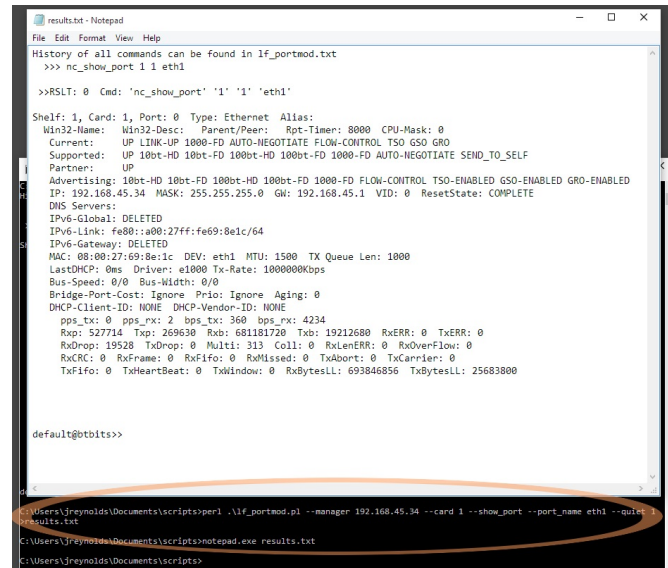 results.txt - Notepad
File Edit Format View Help
History of all commands can be found in lf_portmod.txt
>>> nc_show_port 1 1 eth1
>>RSLT: 0 Cmd: 'nc_show_port' '1' '1' 'eth1'
Shelf: 1, Card: 1, Port: 0 Type: Ethernet Alias:
Win32-Name: Win32-Desc: Parent/Peer: Rpt-Timer: 8000 CPU-Mask: 0
Current: UP LINK-UP 1000-FD AUTO-NEGOTIATE FLOW-CONTROL TSO GSO GRO
Supported: UP 10bt-HD 10bt-FD 100bt-HD 100bt-FD 1000-FD AUTO-NEGOTIATE SEND_TO_SELF
Partner: UP
Advertising: 10bt-HD 10bt-FD 100bt-HD 100bt-FD 1000-FD FLOW-CONTROL TSO-ENABLED GSO-ENABLED GRO-ENABLED
IP: 192.168.45.34 MASK: 255.255.255.0 GW: 192.168.45.1 VID: 0 ResetState: COMPLETE
DNS Servers:
IPv6-Global: DELETED
IPv6-Link: fe80::a00:27ff:fe69:8e1c/64
IPv6-Gateway: DELETED
MAC: 08:00:27:69:8e:1c DEV: eth1 MTU: 1500 TX Queue Len: 1000
LastDHCP: 0ms Driver: e1000 Tx-Rate: 1000000Kbps
Bus-Speed: 0/0 Bus-Width: 0/0
Bridge-Port-Cost: Ignore Prio: Ignore Aging: 0
DHCP-Client-ID: NONE DHCP-Vendor-ID: NONE
pps_tx: 0 pps_rx: 2 bps_tx: 360 bps_rx: 4234
Rxp: 527714 Txp: 269630 Rxb: 681181720 Txb: 19212680 RxERR: 0 TxERR: 0
RxDrop: 19528 TxDrop: 0 Multi: 313 Coll: 0 RxLenERR: 0 RxOverFlow: 0
RxCRC: 0 RxFrame: 0 RxFifo: 0 RxMissed: 0 TxAbort: 0 TxCarrier: 0
TxFifo: 0 TxHeartBeat: 0 TxWindow: 0 RxBytesLL: 693846856 TxBytesLL: 25683800
default@btbits>>
C:\Users\jreynolds\Documents\scripts>perl .\lf_portmod.pl --manager 192.168.45.34 --card 1 --show_port --port_name eth1 --quiet 1
>results.txt
C:\Users\jreynolds\Documents\scripts>notepad.exe results.txt
C:\Users\jreynolds\Documents\scripts>